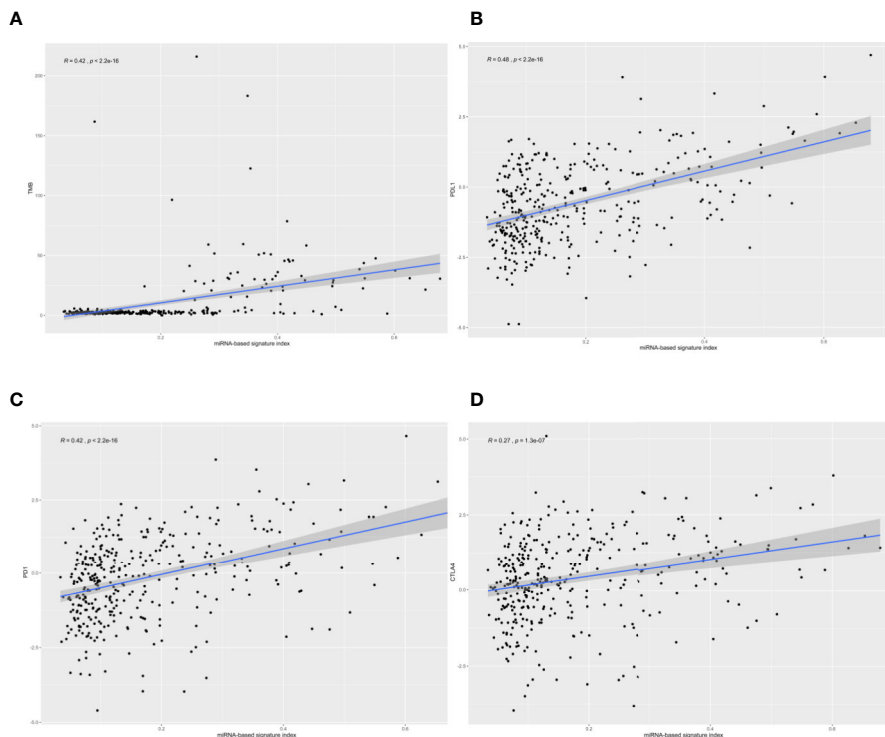 A
R = 0.42 , p < 2.2e-16
200
150
100
50
0
TMB
0.2
0.4
0.6
miRNA-based signature index
B
R = 0.48 , p < 2.2e-16
5.0
2.5
0.0
-2.5
-5.0
PDL1
0.2
0.4
0.6
miRNA-based signature index
C
R = 0.42 , p < 2.2e-16
5.0
2.5
0.0
-2.5
-5.0
PD1
0.2
0.4
0.6
miRNA-based signature index
D
R = 0.27 , p = 1.3e-07
5.0
2.5
0.0
-2.5
CTLA4
0.2
0.4
0.6
miRNA-based signature index